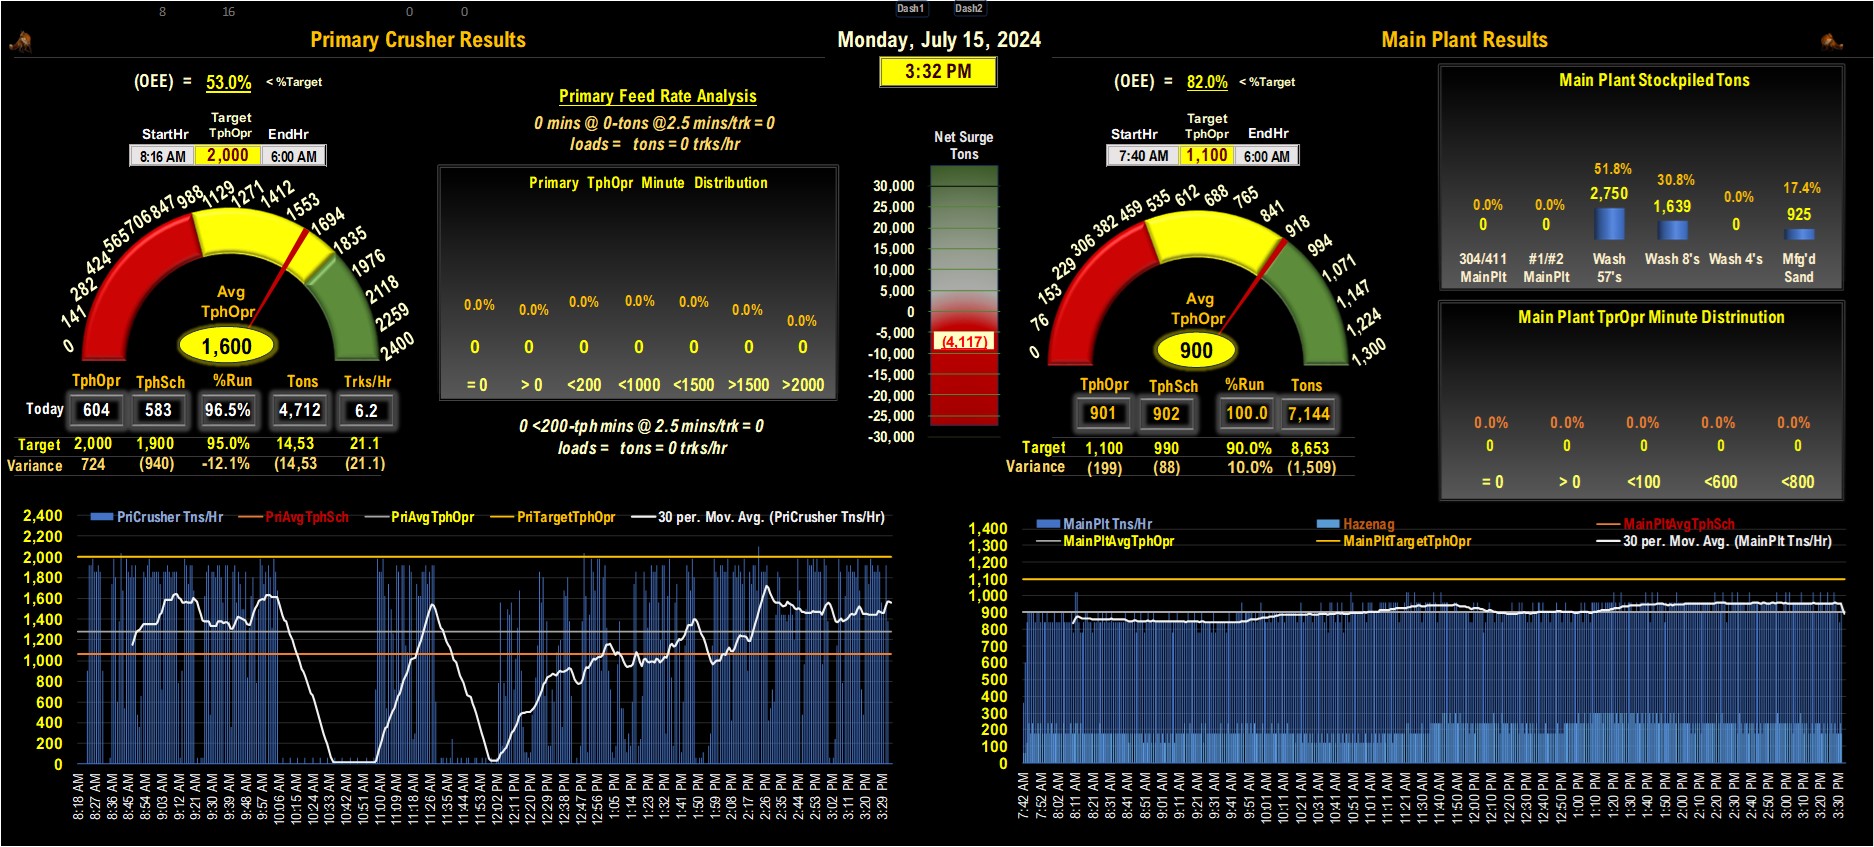 8 16 0 0 Dash1 Dash2
Primary Crusher Results
Monday, July 15, 2024
Main Plant Results
3:32 PM
(OEE) = 53.0% < %Target
Target
StartHr TphOpr EndHr
8:16 AM 2,000 6:00 AM
0 141 282 424 565 706 847 988 1129 1271 1412 1553 1694 1835 1976 2118 2259 2400
Avg
TphOpr
1,600
TphOpr TphSch %Run Tons Trks/Hr
Today 604 583 96.5% 4,712 6.2
Target 2,000 1,900 95.0% 14,53 21.1
Variance 724 (940) -12.1% (14,53 (21.1)
Primary Feed Rate Analysis
0 mins @ 0-tons @2.5 mins/trk = 0
loads = tons = 0 trks/hr
Primary TphOpr Minute Distribution
0.0% 0.0% 0.0% 0.0% 0.0% 0.0% 0.0%
0 0 0 0 0 0 0
= 0 > 0 <200 <1000 <1500 >1500 >2000
0 <200-tph mins @ 2.5 mins/trk = 0
loads = tons = 0 trks/hr
Net Surge
Tons
30,000
25,000
20,000
15,000
10,000
5,000
0
-5,000
(4,117)
-10,000
-15,000
-20,000
-25,000
-30,000
(OEE) = 82.0% < %Target
Target
StartHr TphOpr EndHr
7:40 AM 1,100 6:00 AM
0 76 153 229 306 382 459 535 612 688 765 841 918 994 1,071 1,147 1,224 1,300
Avg
TphOpr
900
TphOpr TphSch %Run Tons
901 902 100.0 7,144
Target 1,100 990 90.0% 8,653
Variance (199) (88) 10.0% (1,509)
Main Plant Stockpiled Tons
0.0% 0.0% 51.8% 30.8% 0.0% 17.4%
0 0 2,750 1,639 0 925
304/411 #1/#2 Wash Wash 8's Wash 4's Mfg'd
MainPlt MainPlt 57's Sand
Main Plant TprOpr Minute Distrinution
0.0% 0.0% 0.0% 0.0% 0.0%
0 0 0 0 0
= 0 > 0 <100 <600 <800
PriCrusher Tns/Hr PriAvgTphSch PriAvgTphOpr PriTargetTphOpr 30 per. Mov. Avg. (PriCrusher Tns/Hr)
2,400
2,200
2,000
1,800
1,600
1,400
1,200
1,000
800
600
400
200
0
8:18 AM 8:27 AM 8:36 AM 8:45 AM 8:54 AM 9:03 AM 9:12 AM 9:21 AM 9:30 AM 9:39 AM 9:48 AM 9:57 AM 10:06 AM 10:15 AM 10:24 AM 10:33 AM 10:42 AM 10:51 AM 11:00 AM 11:09 AM 11:18 AM 11:26 AM 11:35 AM 11:44 AM 11:53 AM 12:02 PM 12:11 PM 12:20 PM 12:29 PM 12:38 PM 12:47 PM 12:56 PM 1:05 PM 1:14 PM 1:23 PM 1:32 PM 1:41 PM 1:50 PM 1:59 PM 2:08 PM 2:17 PM 2:26 PM 2:35 PM 2:44 PM 2:53 PM 3:02 PM 3:11 PM 3:20 PM 3:29 PM
MainPlt Tns/Hr Hazenag MainPltAvgTphSch
MainPltAvgTphOpr MainPltTargetTphOpr 30 per. Mov. Avg. (MainPlt Tns/Hr)
1,400
1,300
1,200
1,100
1,000
900
800
700
600
500
400
300
200
100
0
7:42 AM 7:52 AM 8:02 AM 8:11 AM 8:21 AM 8:31 AM 8:41 AM 8:51 AM 9:01 AM 9:11 AM 9:21 AM 9:31 AM 9:41 AM 9:51 AM 10:01 AM 10:11 AM 10:21 AM 10:31 AM 10:41 AM 10:51 AM 11:01 AM 11:11 AM 11:21 AM 11:30 AM 11:40 AM 11:50 AM 12:00 PM 12:10 PM 12:20 PM 12:30 PM 12:40 PM 12:50 PM 1:00 PM 1:10 PM 1:20 PM 1:30 PM 1:40 PM 1:50 PM 2:00 PM 2:10 PM 2:20 PM 2:30 PM 2:40 PM 2:50 PM 3:00 PM 3:10 PM 3:20 PM 3:30 PM